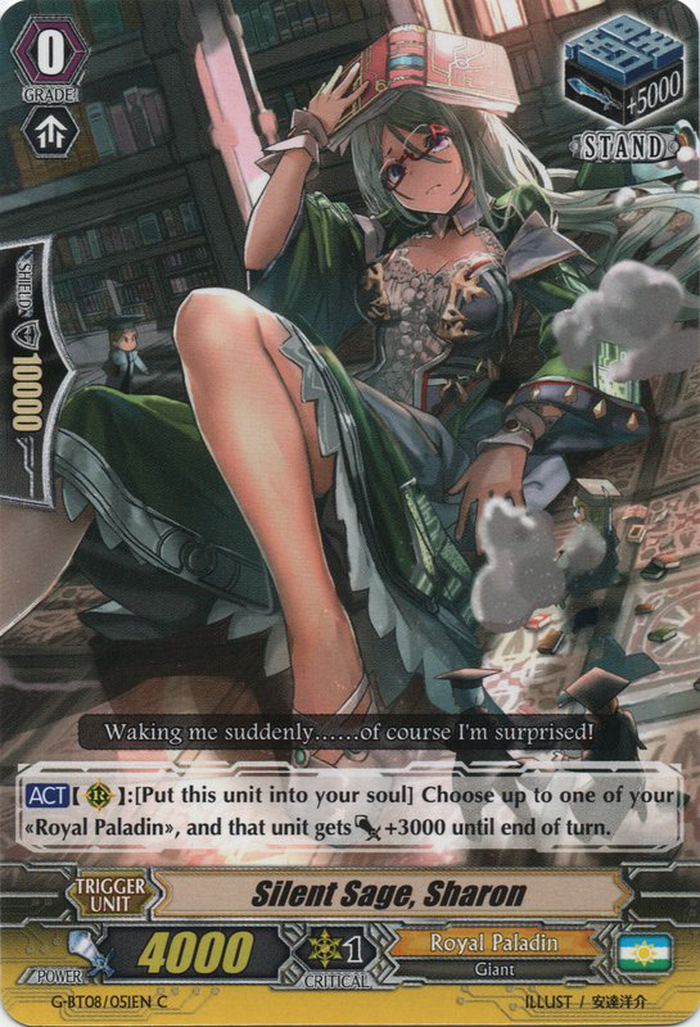 0
GRADE
+5000
STAND
SHIELD
10000
Waking me suddenly......of course I'm surprised!
ACT【 R 】:[Put this unit into your soul] Choose up to one of your
«Royal Paladin», and that unit gets +3000 until end of turn.
TRIGGER
UNIT
Silent Sage, Sharon
POWER
4000
1
CRITICAL
Royal Paladin
Giant
G-BT08/051EN C
ILLUST / 安達洋介